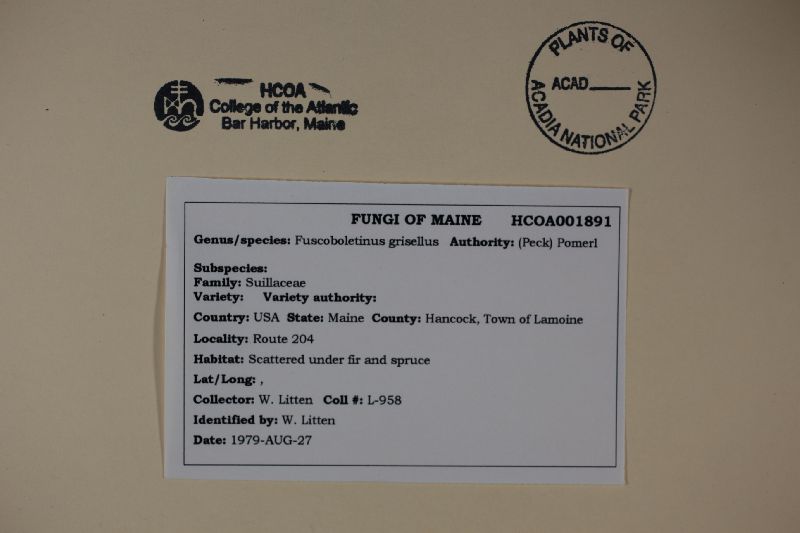 HCOA
College of the Atlantic
Bar Harbor, Maine
PLANTS OF
ACAD
ACADIA NATIONAL PARK
FUNGI OF MAINE HCOA001891
Genus/species: Fuscoboletinus grisellus Authority: (Peck) Pomerl
Subspecies:
Family: Suillaceae
Variety: Variety authority:
Country: USA State: Maine County: Hancock, Town of Lamoine
Locality: Route 204
Habitat: Scattered under fir and spruce
Lat/Long: ,
Collector: W. Litten Coll #: L-958
Identified by: W. Litten
Date: 1979-AUG-27